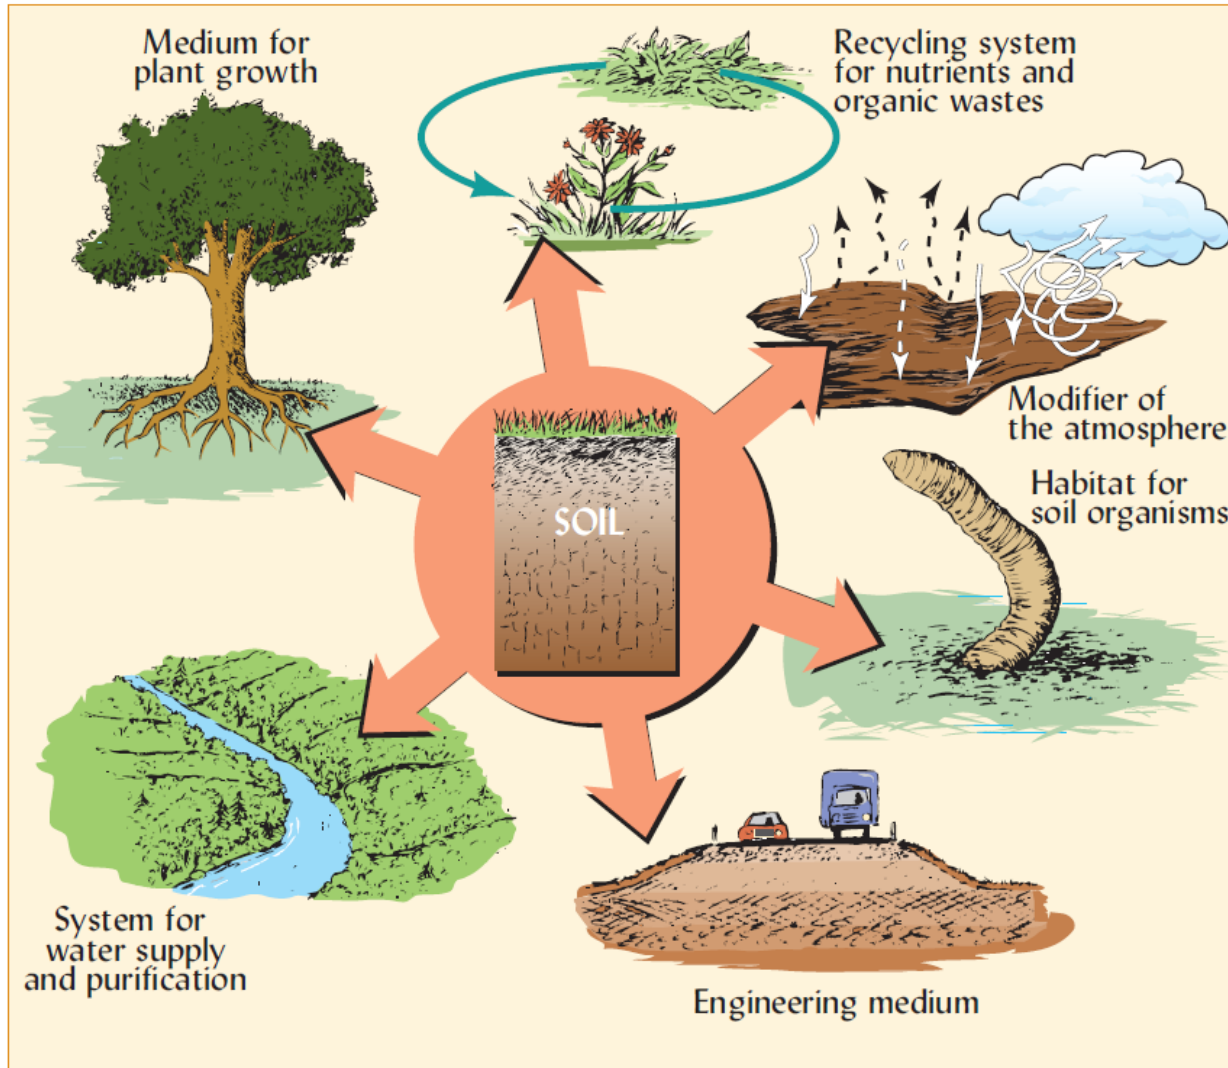 Medium for
plant growth
Recycling system
for nutrients and
organic wastes
Modifier of
the atmosphere
Habitat for
soil organisms
SOIL
System for
water supply
and purification
Engineering medium